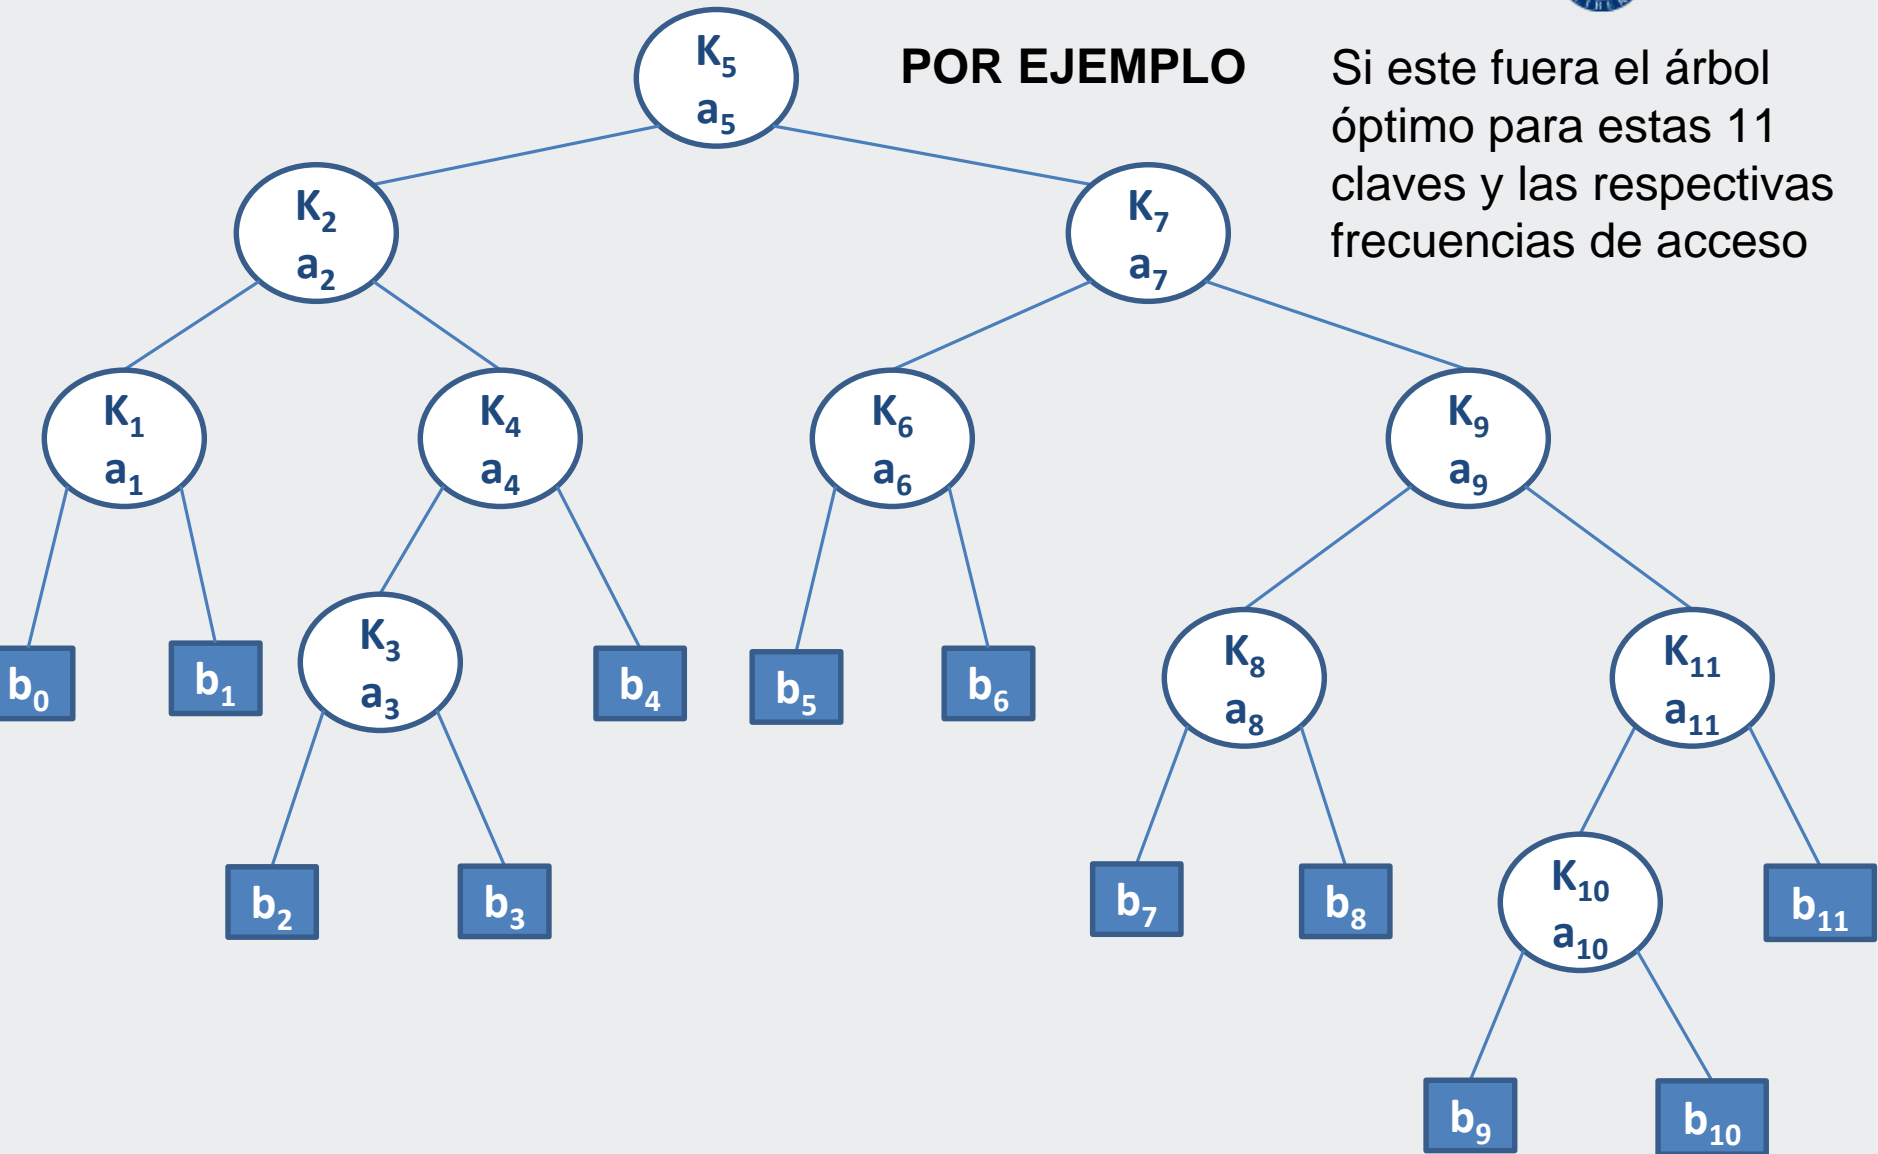 POR EJEMPLO
Si este fuera el árbol
óptimo para estas 11
claves y las respectivas
frecuencias de acceso
K₅
a₅
K₂
a₂
K₇
a₇
K₁
a₁
K₄
a₄
K₆
a₆
K₉
a₉
b₀
b₁
K₃
a₃
b₄
b₅
b₆
K₈
a₈
K₁₁
a₁₁
b₂
b₃
b₇
b₈
K₁₀
a₁₀
b₁₁
b₉
b₁₀